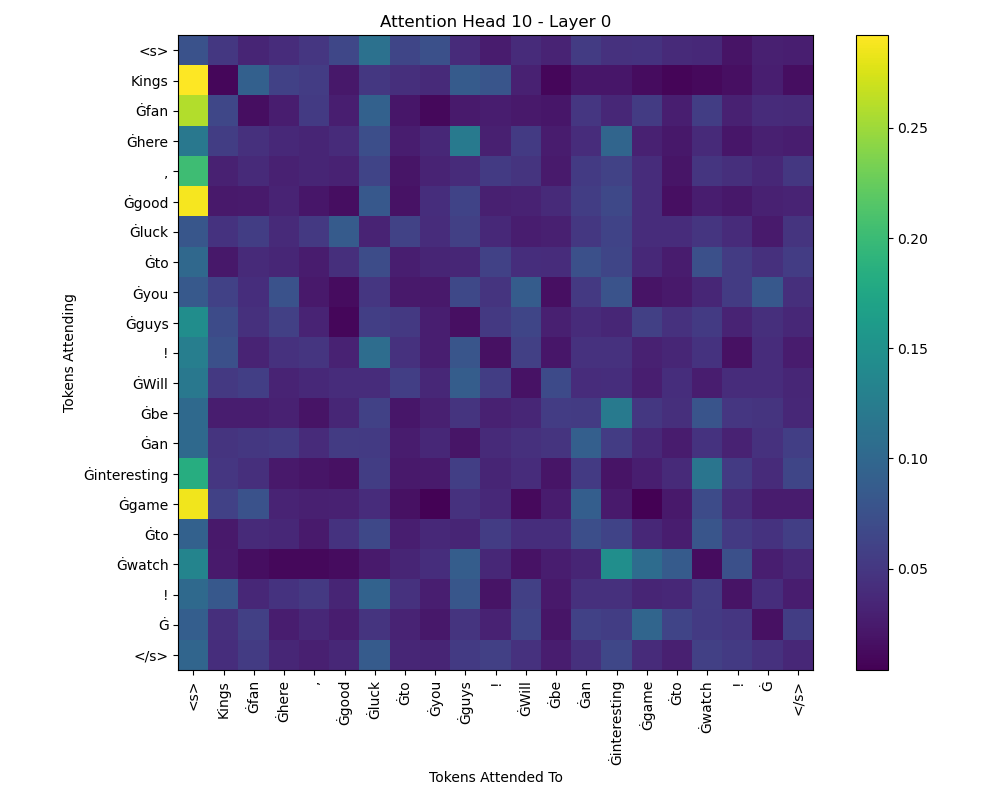 Attention Head 10 - Layer 0
Tokens Attending
<s>
Kings
Ġfan
Ġhere
,
Ġgood
Ġluck
Ġto
Ġyou
Ġguys
!
ĠWill
Ġbe
Ġan
Ġinteresting
Ġgame
Ġto
Ġwatch
!
Ġ
</s>
<s>
Kings
Ġfan
Ġhere
,
Ġgood
Ġluck
Ġto
Ġyou
Ġguys
!
ĠWill
Ġbe
Ġan
Ġinteresting
Ġgame
Ġto
Ġwatch
!
Ġ
</s>
Tokens Attended To
0.25
0.20
0.15
0.10
0.05